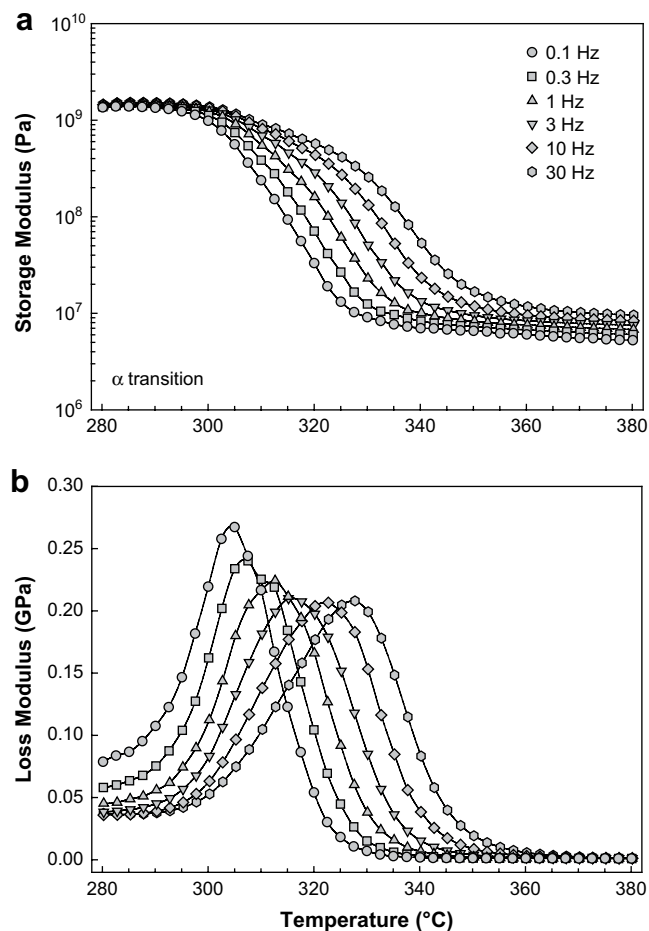 a
10^10
10^9
10^8
10^7
10^6
Storage Modulus (Pa)
0.1 Hz
0.3 Hz
1 Hz
3 Hz
10 Hz
30 Hz
α transition
280 300 320 340 360 380
b
0.30
0.25
0.20
0.15
0.10
0.05
0.00
Loss Modulus (GPa)
280 300 320 340 360 380
Temperature (°C)